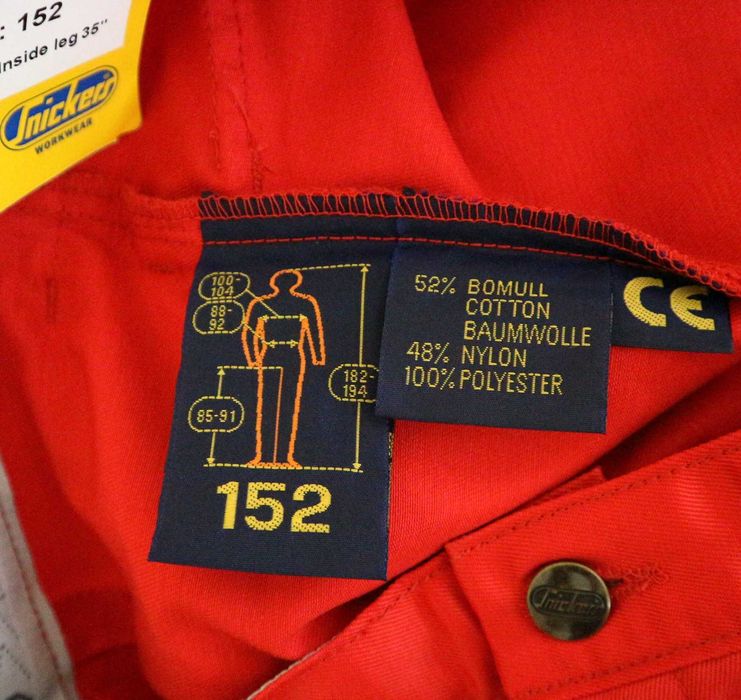 : 152
Inside leg 35"
Snickers
WORKWEAR
100-
104
88-
92
182-
194
85-91
152
52% BOMULL
COTTON
BAUMWOLLE
48% NYLON
100% POLYESTER
CE
Snickers